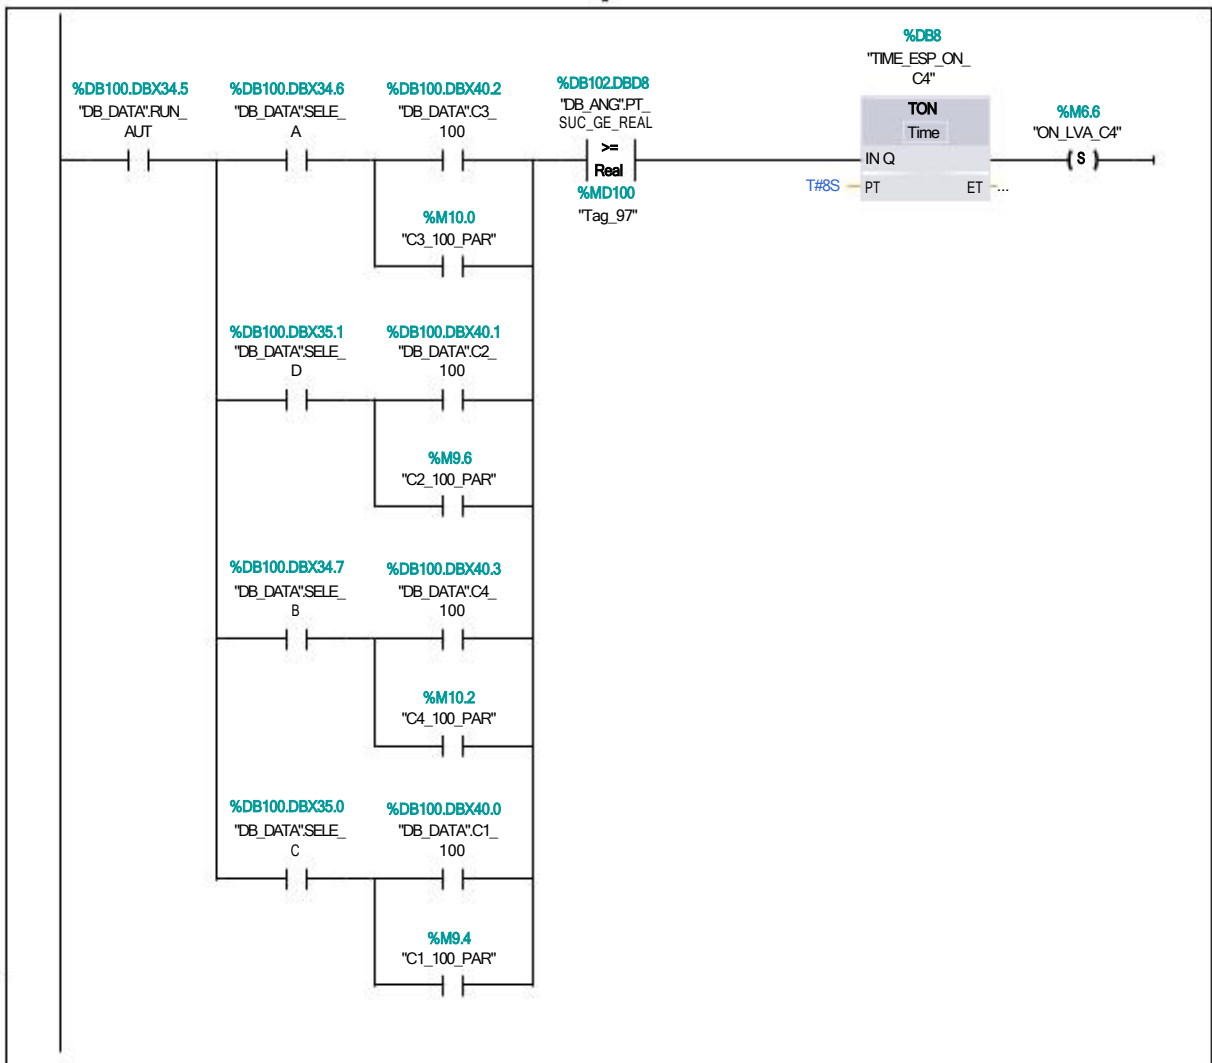 %DB8
"TIME_ESP_ON_
C4"
%DB100.DBX34.5
"DB_DATA".RUN_
AUT
%DB100.DBX34.6
"DB_DATA".SELE_
A
%DB100.DBX40.2
"DB_DATA".C3_
100
%DB102.DBD8
"DB_ANG".PT_
SUC_GE_REAL
>=
Real
%MD100
"Tag_97"
TON
Time
IN Q
T#8S
PT
ET
...
%M6.6
"ON_LVA_C4"
S
%M10.0
"C3_100_PAR"
%DB100.DBX35.1
"DB_DATA".SELE_
D
%DB100.DBX40.1
"DB_DATA".C2_
100
%M9.6
"C2_100_PAR"
%DB100.DBX34.7
"DB_DATA".SELE_
B
%DB100.DBX40.3
"DB_DATA".C4_
100
%M10.2
"C4_100_PAR"
%DB100.DBX35.0
"DB_DATA".SELE_
C
%DB100.DBX40.0
"DB_DATA".C1_
100
%M9.4
"C1_100_PAR"